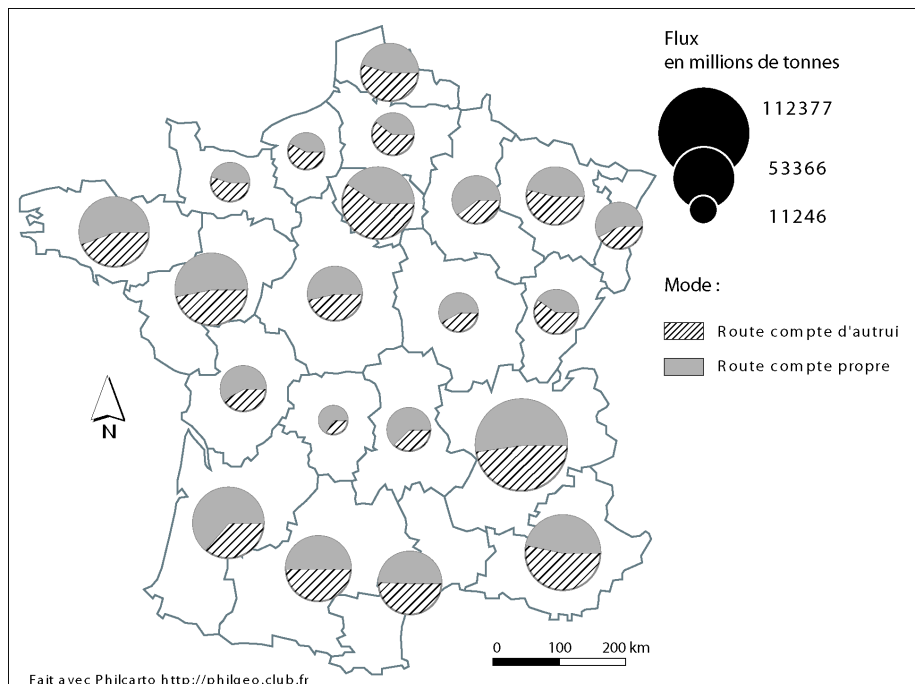 Flux
en millions de tonnes
112377
53366
11246
Mode :
Route compte d'autrui
Route compte propre
N
0 100 200 km
Fait avec Philcarto http://philgeo.club.fr